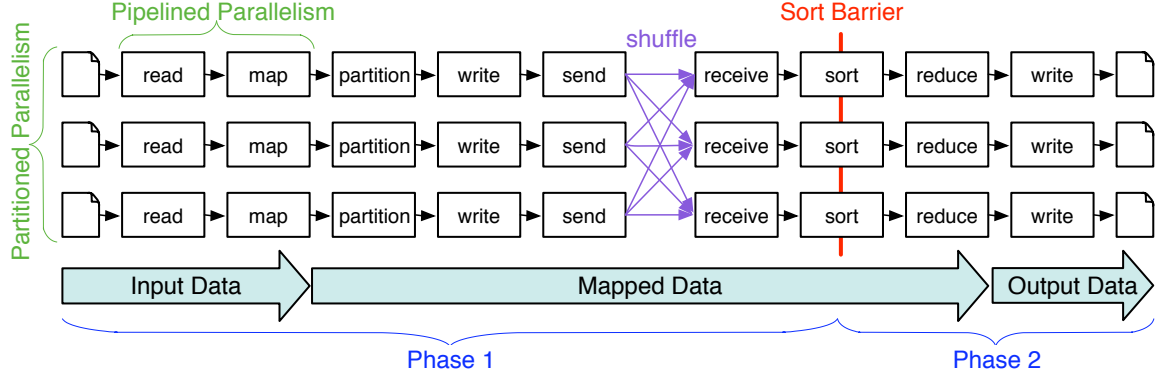 Pipelined Parallelism
Sort Barrier
Partitioned Parallelism
shuffle
read map partition write send receive sort reduce write
read map partition write send receive sort reduce write
read map partition write send receive sort reduce write
Input Data Mapped Data Output Data
Phase 1 Phase 2